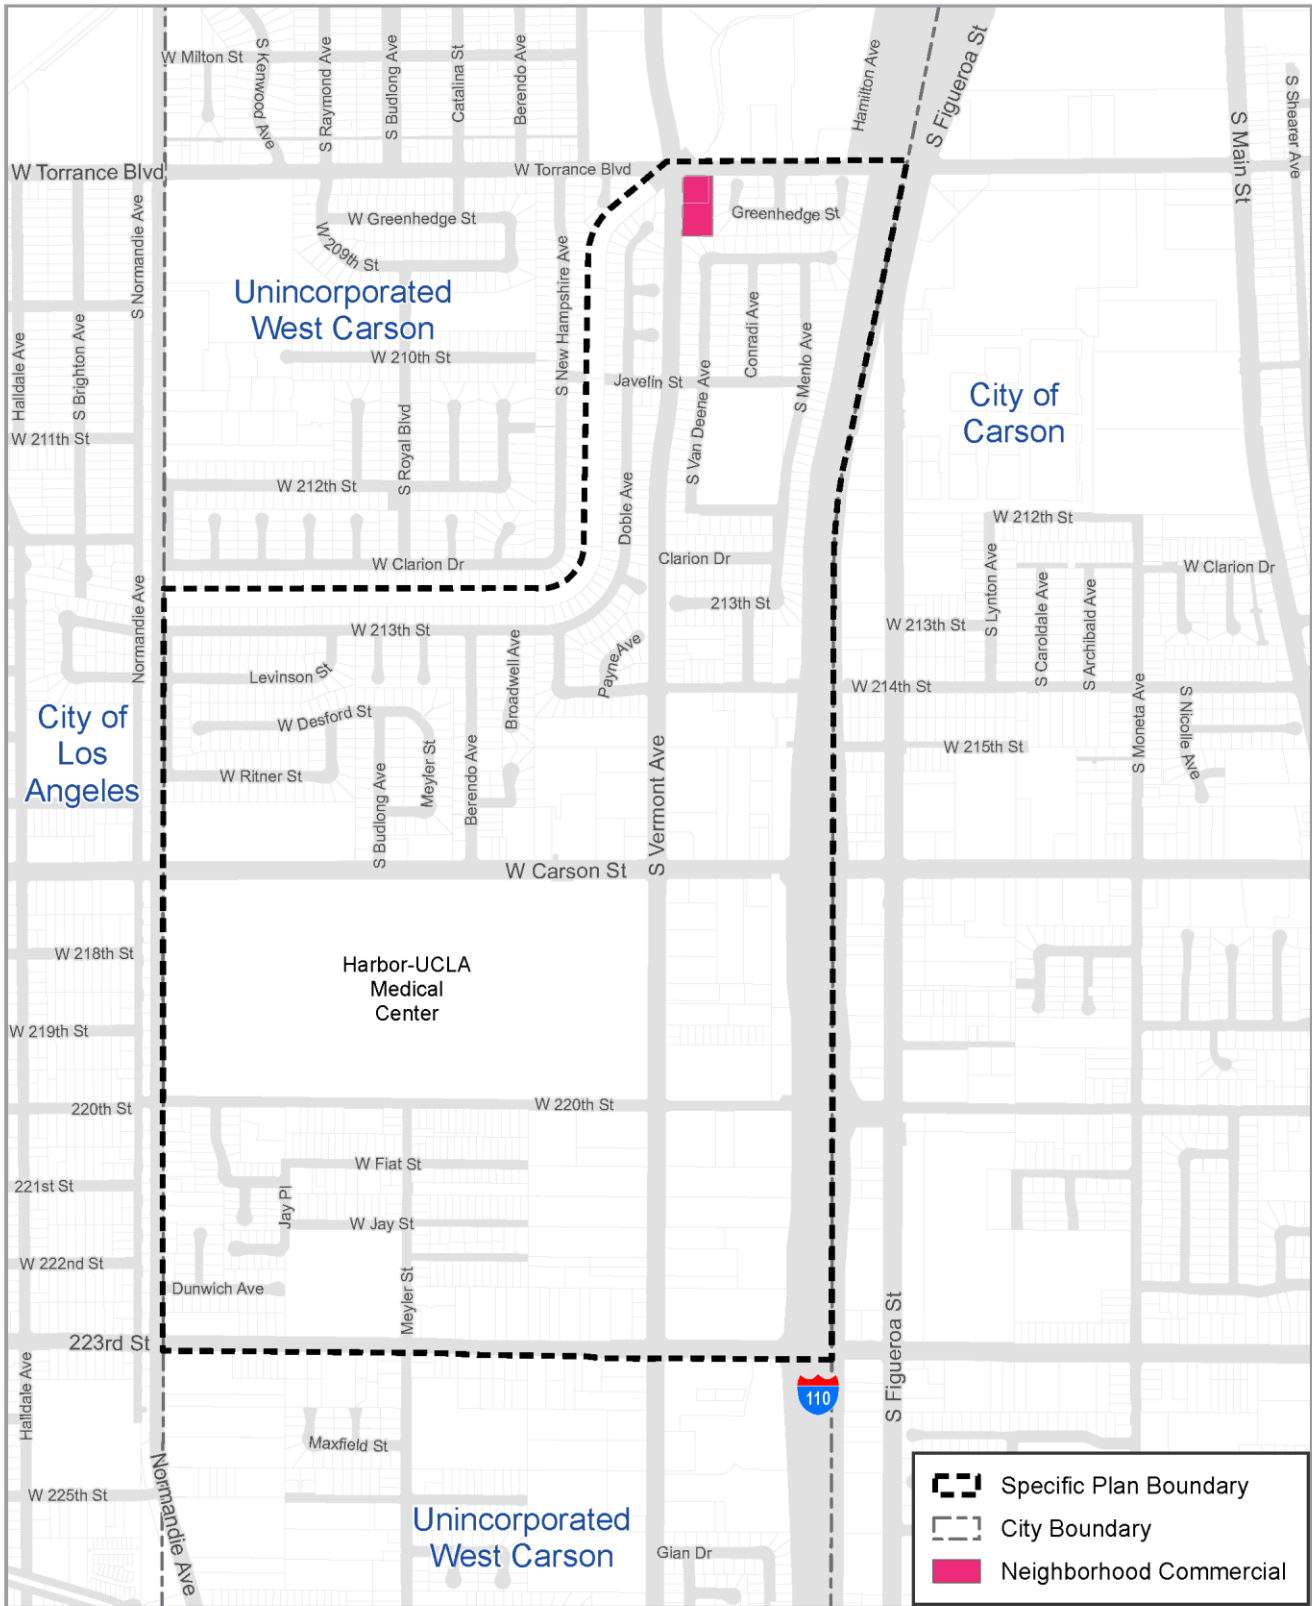 W Milton St
S Kenwood Ave
S Raymond Ave
S Budlong Ave
Catalina St
Berendo Ave
Hamilton Ave
S Figueroa St
S Main St
S Shearer Ave
W Torrance Blvd
W Torrance Blvd
S Normandie Ave
W Greenhedge St
Greenhedge St
W 209th St
Unincorporated
West Carson
S New Hampshire Ave
Halldale Ave
S Brighton Ave
W 210th St
Javelin St
Conradi Ave
S Menlo Ave
S Van Deene Ave
City of
Carson
W 211th St
S Royal Blvd
W 212th St
Doble Ave
W 212th St
W Clarion Dr
Clarion Dr
W Clarion Dr
S Lynton Ave
S Caroldale Ave
S Archibald Ave
Normandie Ave
W 213th St
213th St
W 213th St
Levinson St
Broadwell Ave
Payne Ave
W 214th St
S Moneta Ave
S Nicolle Ave
City of
Los
Angeles
W Desford St
W 215th St
W Ritner St
S Budlong Ave
Meyler St
Berendo Ave
S Vermont Ave
W Carson St
W 218th St
Harbor-UCLA
Medical
Center
W 219th St
220th St
W 220th St
W Fiat St
221st St
Jay Pl
W Jay St
W 222nd St
Dunwich Ave
Meyler St
S Figueroa St
223rd St
Halldale Ave
110
Maxfield St
Normandie Ave
W 225th St
Unincorporated
West Carson
Gian Dr
Specific Plan Boundary
City Boundary
Neighborhood Commercial